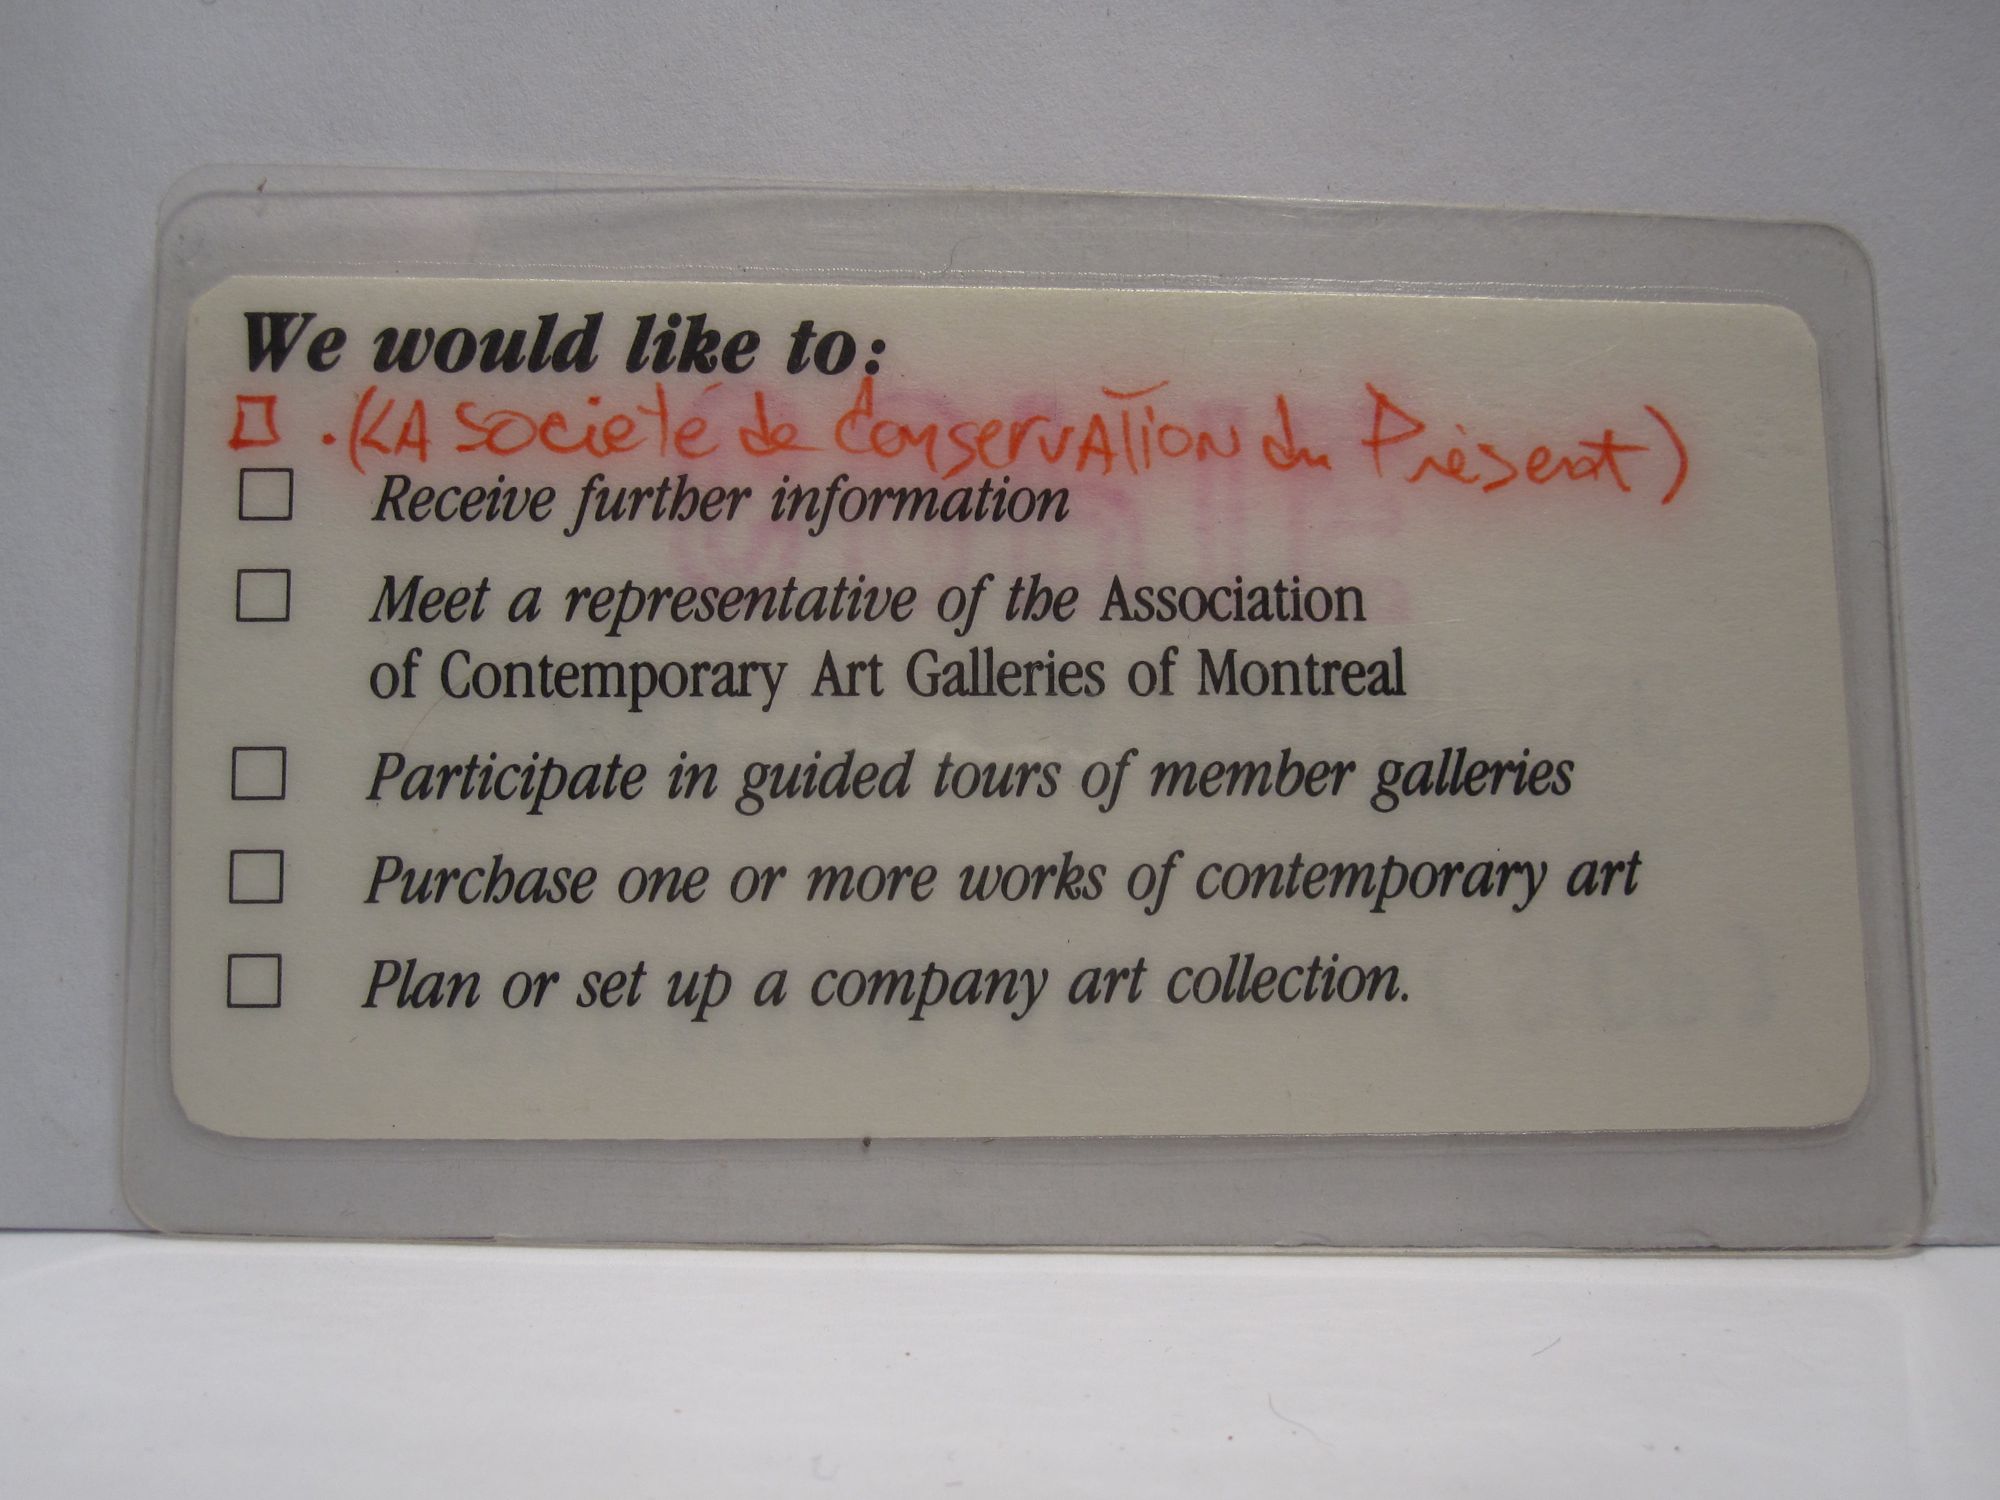 We would like to:
☐ .(LA Société de Conservation du Présent)
☐ Receive further information
☐ Meet a representative of the Association
of Contemporary Art Galleries of Montreal
☐ Participate in guided tours of member galleries
☐ Purchase one or more works of contemporary art
☐ Plan or set up a company art collection.